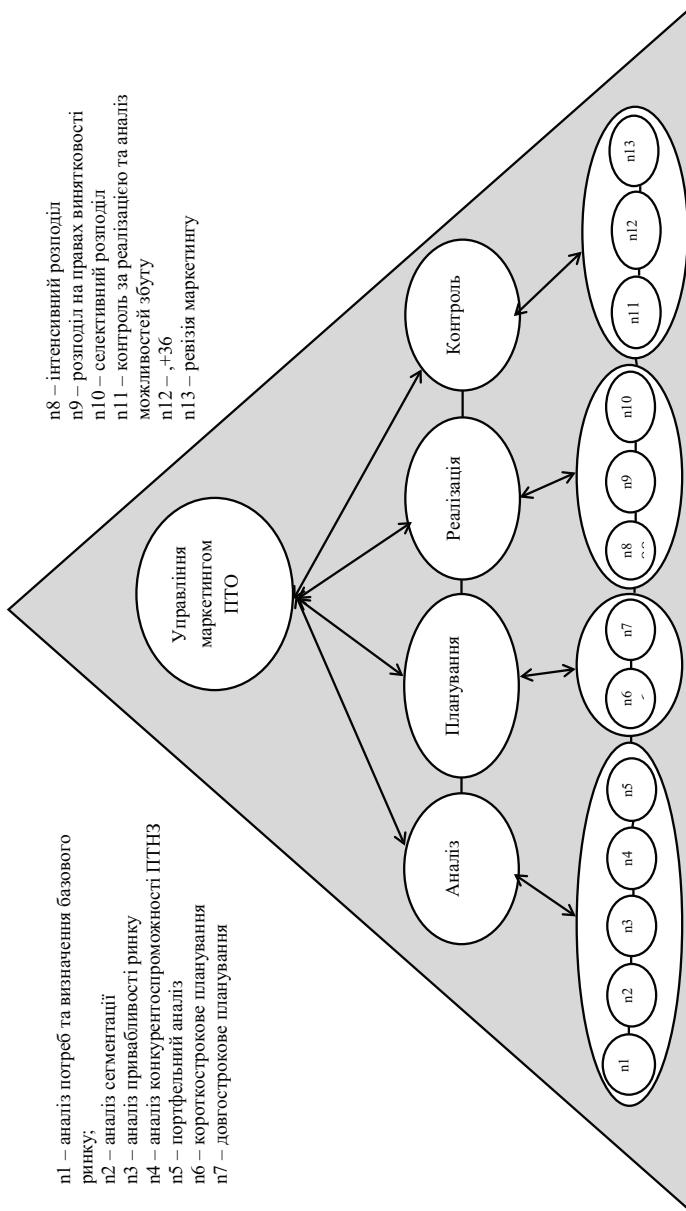 n1 – аналіз потреб та визначення базового
ринку;
n2 – аналіз сегментації
n3 – аналіз привабливості ринку
n4 – аналіз конкурентоспроможності ПТНЗ
n5 – портфельний аналіз
n6 – короткострокове планування
n7 – довгострокове планування
n8 – інтенсивний розподіл
n9 – розподіл на правах винятковості
n10 – селективний розподіл
n11 – контроль за реалізацією та аналіз
можливостей збуту
n12 – ,+36
n13 – ревізія маркетингу
Управління
маркетингом
ПТО
Аналіз
Планування
Реалізація
Контроль
n1
n2
n3
n4
n5
n6
n7
n8
n9
n10
n11
n12
n13